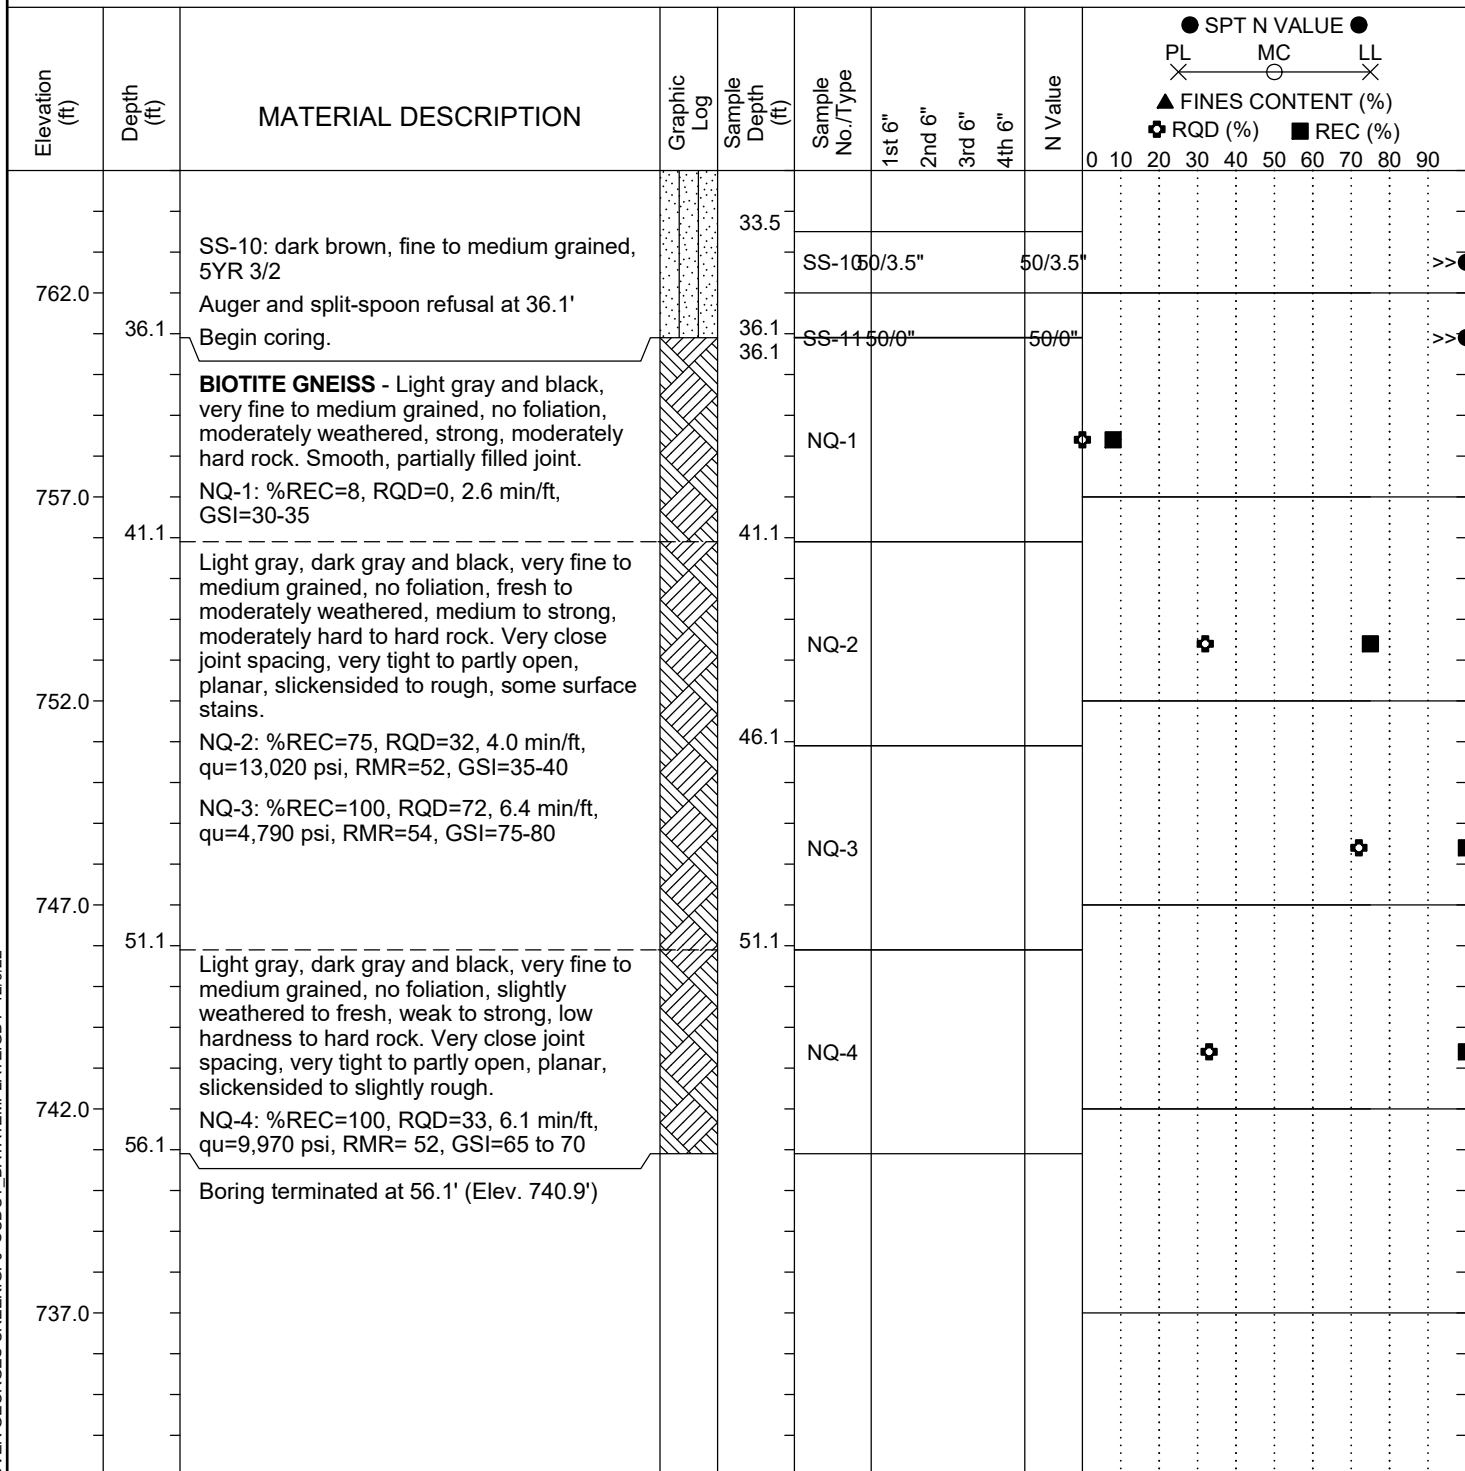 ● SPT N VALUE ●
PL MC LL
▲ FINES CONTENT (%)
RQD (%) ■ REC (%)
0 10 20 30 40 50 60 70 80 90
Elevation (ft)
Depth (ft)
MATERIAL DESCRIPTION
Graphic Log
Sample Depth (ft)
Sample No./Type
1st 6"
2nd 6"
3rd 6"
4th 6"
N Value
33.5
SS-10: dark brown, fine to medium grained,
5YR 3/2
SS-10 50/3.5" 50/3.5" >>●
762.0
Auger and split-spoon refusal at 36.1'
36.1
Begin coring.
36.1
SS-11 50/0" 50/0" >>●
36.1
BIOTITE GNEISS - Light gray and black,
very fine to medium grained, no foliation,
moderately weathered, strong, moderately
hard rock. Smooth, partially filled joint.
NQ-1
757.0
NQ-1: %REC=8, RQD=0, 2.6 min/ft,
GSI=30-35
41.1 41.1
Light gray, dark gray and black, very fine to
medium grained, no foliation, fresh to
moderately weathered, medium to strong,
moderately hard to hard rock. Very close
joint spacing, very tight to partly open,
planar, slickensided to rough, some surface
stains.
NQ-2
752.0
46.1
NQ-2: %REC=75, RQD=32, 4.0 min/ft,
qu=13,020 psi, RMR=52, GSI=35-40
NQ-3: %REC=100, RQD=72, 6.4 min/ft,
qu=4,790 psi, RMR=54, GSI=75-80
NQ-3
747.0
51.1 51.1
Light gray, dark gray and black, very fine to
medium grained, no foliation, slightly
weathered to fresh, weak to strong, low
hardness to hard rock. Very close joint
spacing, very tight to partly open, planar,
slickensided to slightly rough.
NQ-4
742.0
NQ-4: %REC=100, RQD=33, 6.1 min/ft,
qu=9,970 psi, RMR= 52, GSI=65 to 70
56.1
Boring terminated at 56.1' (Elev. 740.9')
737.0